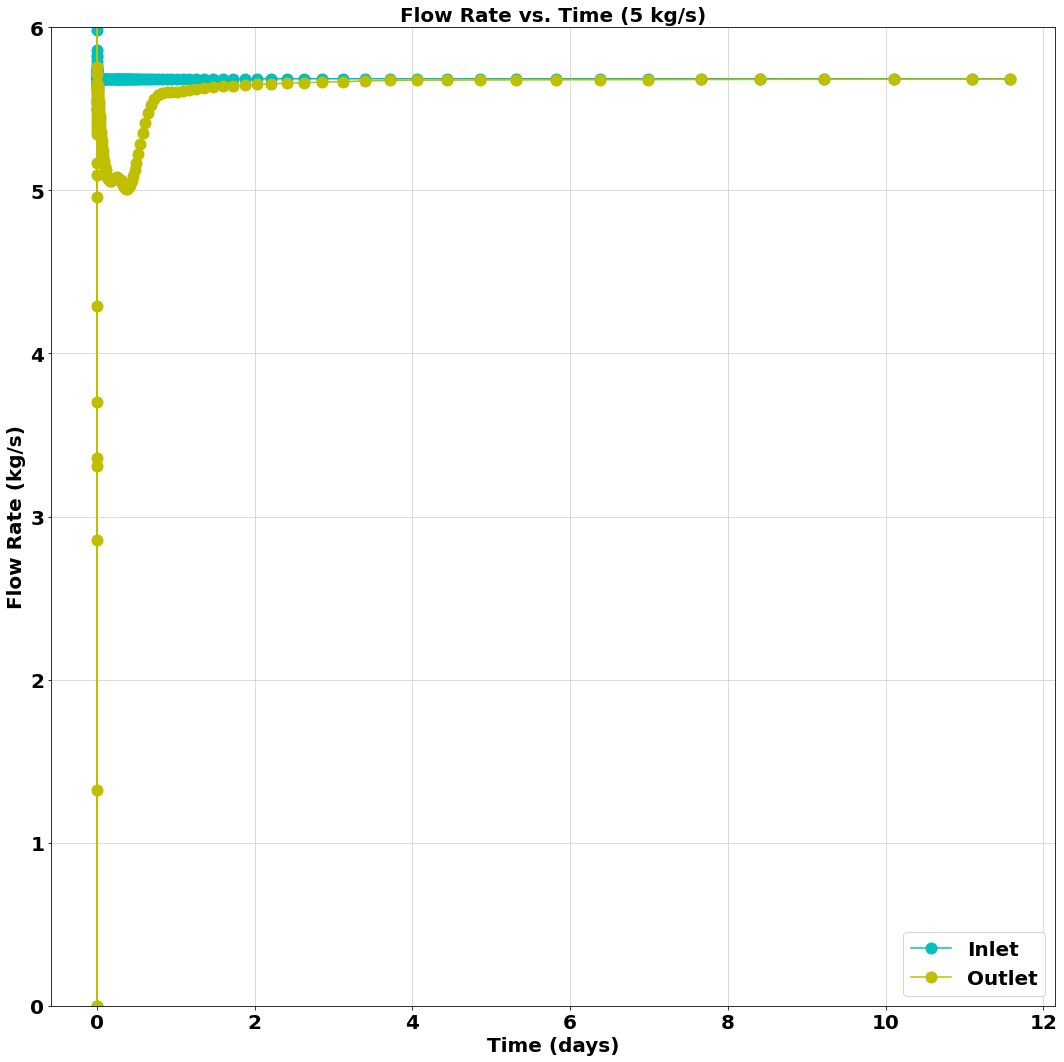 Flow Rate vs. Time (5 kg/s)
6
5
4
3
2
1
0
Flow Rate (kg/s)
0 2 4 6 8 10 12
Time (days)
Inlet
Outlet